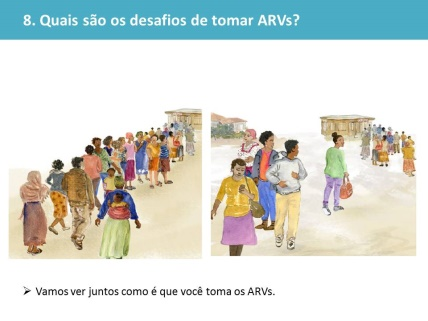 8. Quais são os desafios de tomar ARVs?
➢ Vamos ver juntos como é que você toma os ARVs.